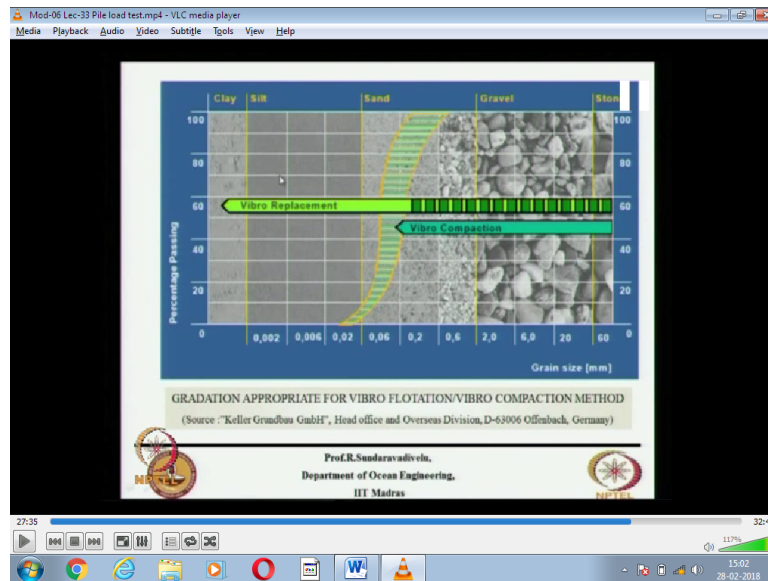 Mod-06 Lec-33 Pile load test.mp4 - VLC media player
Media Playback Audio Video Subtitle Tools View Help
Clay Silt Sand Gravel Ston
100 100
80 80
60 Vibro Replacement 60
Vibro Compaction
40 40
20 20
0 0
Percentage Passing
0,002 0,006 0,02 0,06 0,2 0,6 2,0 6,0 20 60
Grain size [mm]
GRADATION APPROPRIATE FOR VIBRO FLOTATION/VIBRO COMPACTION METHOD
(Source :"Keller Grundbau GmbH", Head office and Overseas Division, D-63006 Offenbach, Germany)
Prof.R.Sundaravadivelu,
Department of Ocean Engineering,
IIT Madras
NPTEL
27:35
117%
15:02
28-02-2018